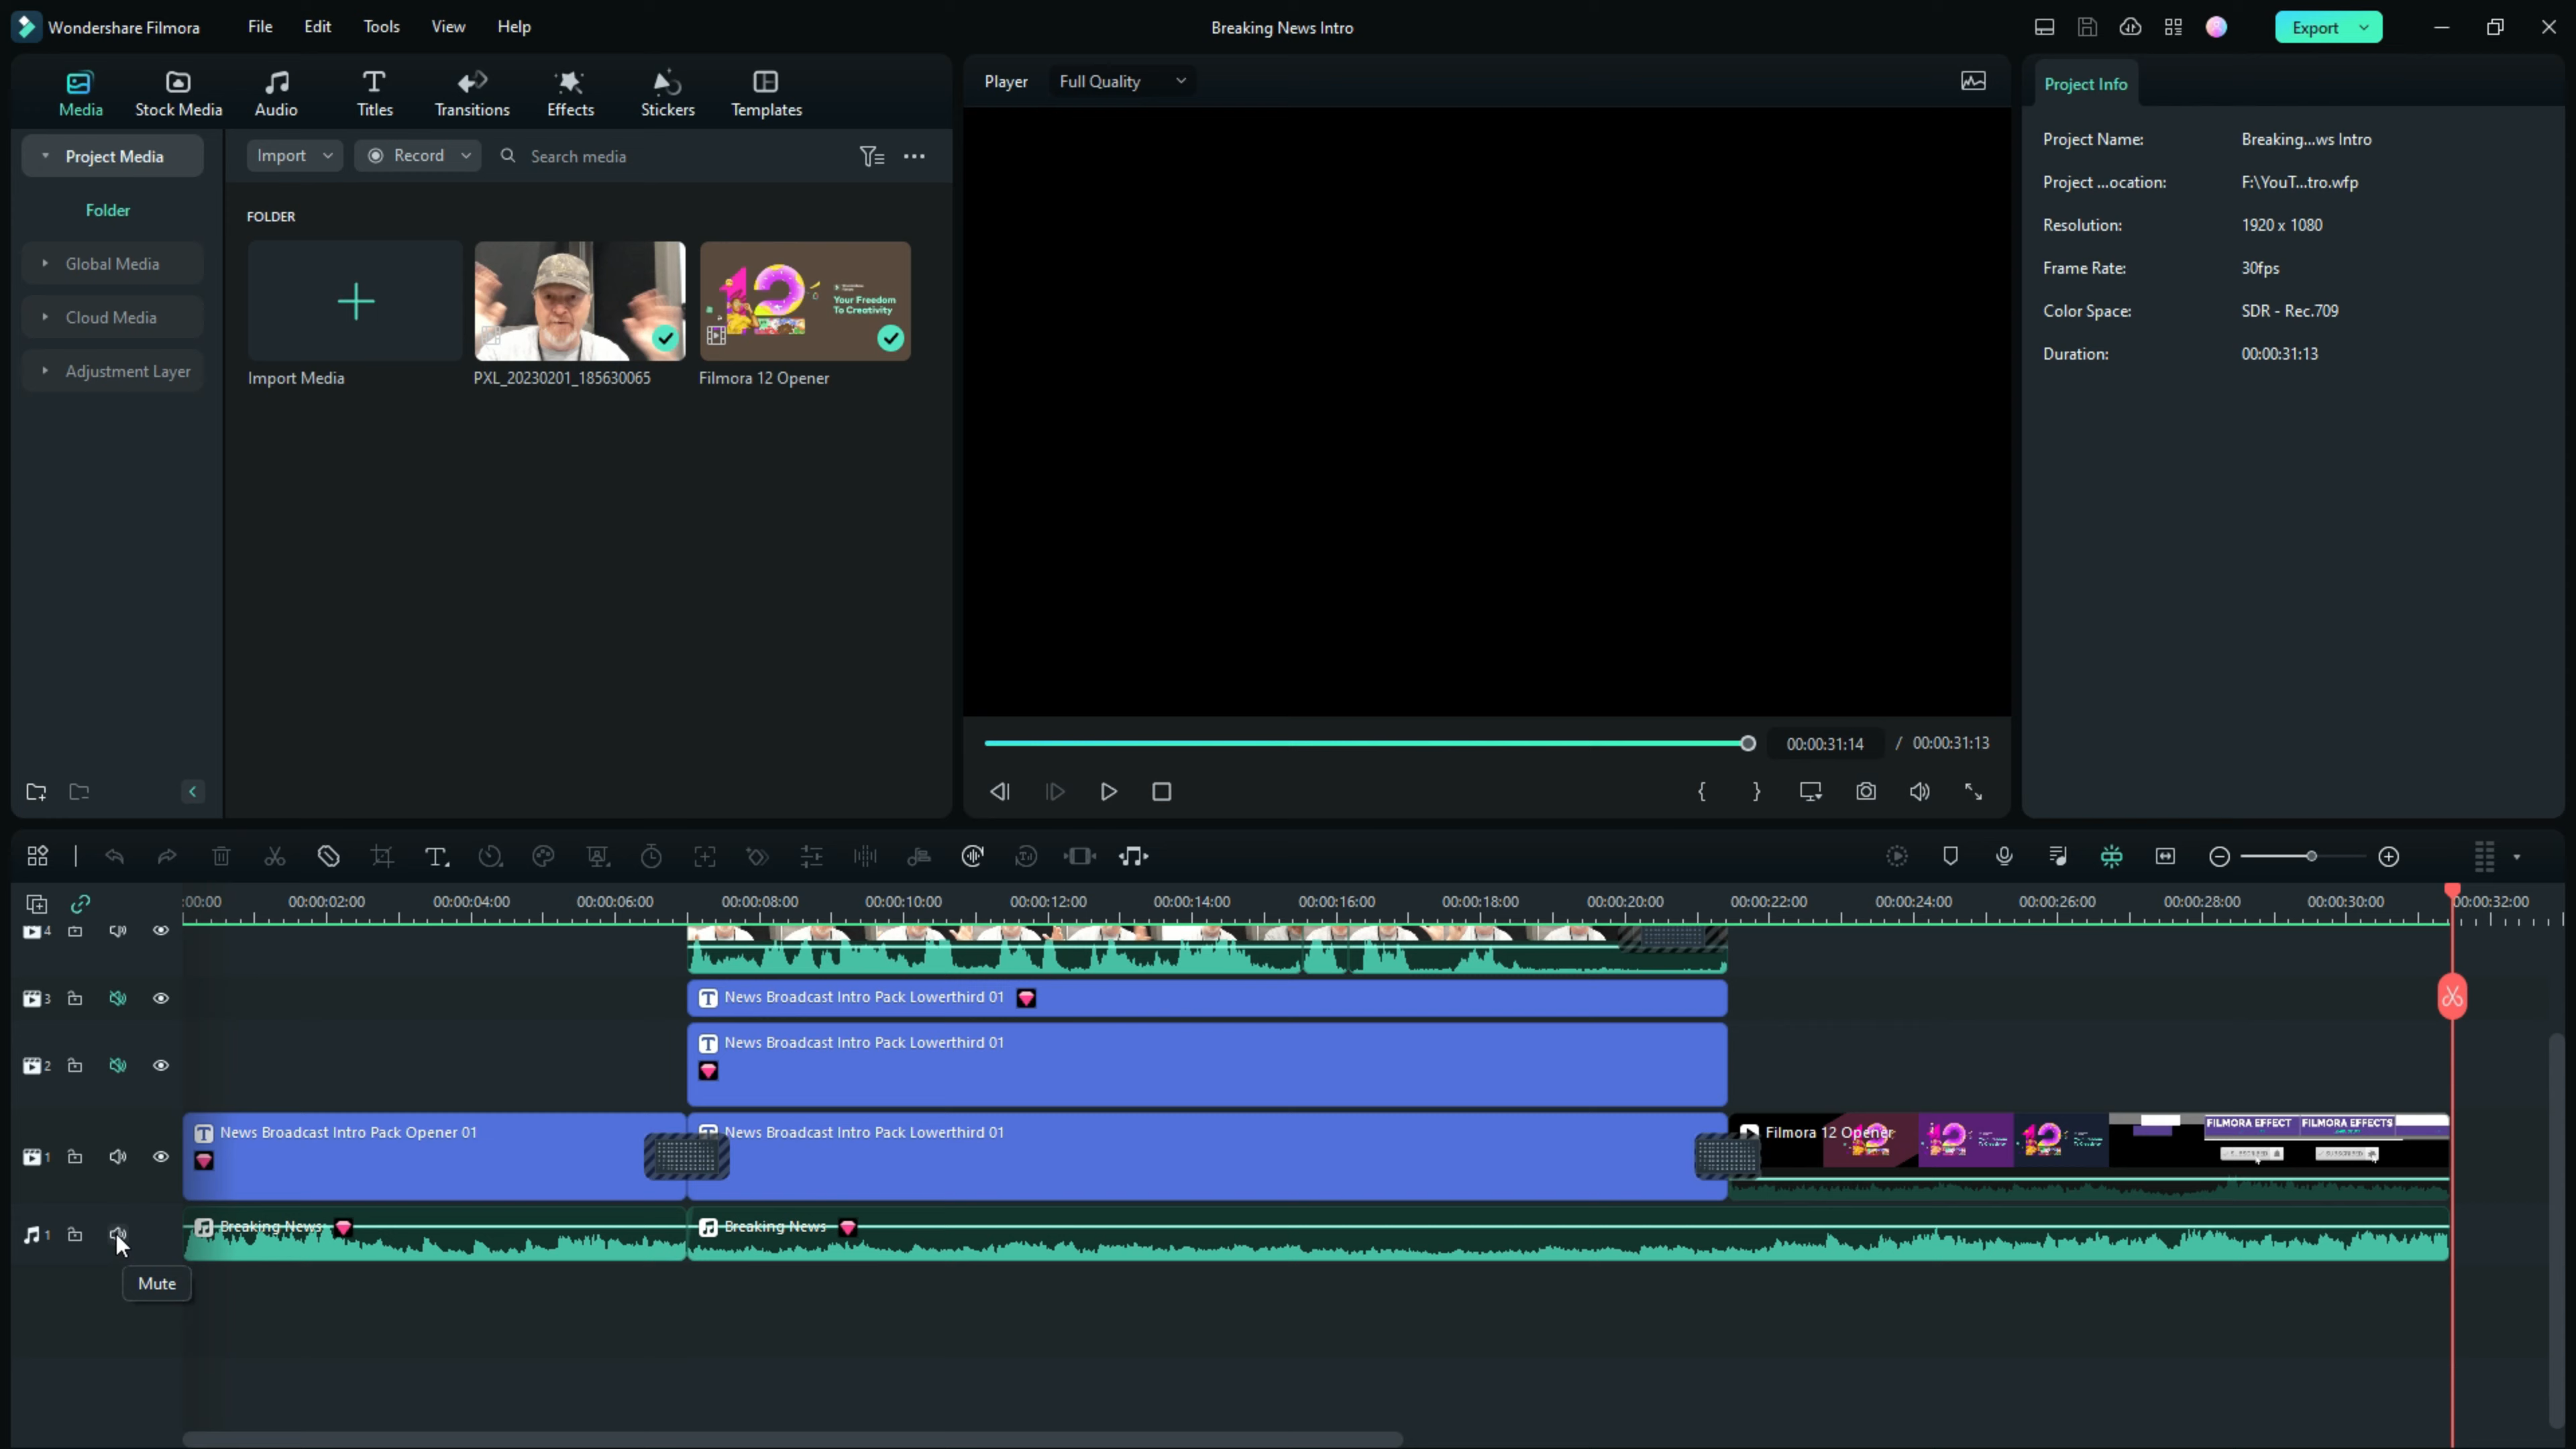 Wondershare Filmora
File
Edit
Tools
View
Help
Breaking News Intro
Export
Media
Stock Media
Audio
Titles
Transitions
Effects
Stickers
Templates
Player
Full Quality
Project Info
Project Media
Folder
Global Media
Cloud Media
Adjustment Layer
Import
Record
Search media
FOLDER
12
Your Freedom
To Creativity
Import Media
PXL_20230201_185630065
Filmora 12 Opener
Project Name: Breaking...ws Intro
Project ...ocation: F:\YouT...tro.wfp
Resolution: 1920 x 1080
Frame Rate: 30fps
Color Space: SDR - Rec.709
Duration: 00:00:31:13
00:00:31:14 / 00:00:31:13
{ }
:00:00 00:00:02:00 00:00:04:00 00:00:06:00 00:00:08:00 00:00:10:00 00:00:12:00 00:00:14:00 00:00:16:00 00:00:18:00 00:00:20:00 00:00:22:00 00:00:24:00 00:00:26:00 00:00:28:00 00:00:30:00 00:00:32:00
4
3
News Broadcast Intro Pack Lowerthird 01
2
News Broadcast Intro Pack Lowerthird 01
1
News Broadcast Intro Pack Opener 01
News Broadcast Intro Pack Lowerthird 01
Filmora 12 Opener
FILMORA EFFECT
FILMORA EFFECTS
1
Breaking News
Breaking News
Mute